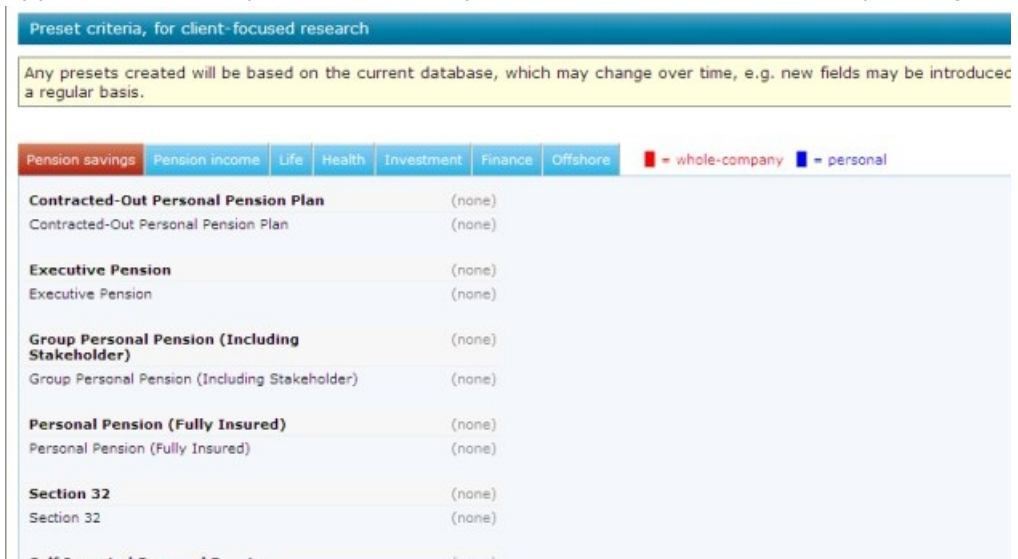 Preset criteria, for client-focused research
Any presets created will be based on the current database, which may change over time, e.g. new fields may be introduced
a regular basis.
Pension savings Pension income Life Health Investment Finance Offshore = whole-company = personal
Contracted-Out Personal Pension Plan (none)
Contracted-Out Personal Pension Plan (none)
Executive Pension (none)
Executive Pension (none)
Group Personal Pension (Including (none)
Stakeholder)
Group Personal Pension (Including Stakeholder) (none)
Personal Pension (Fully Insured) (none)
Personal Pension (Fully Insured) (none)
Section 32 (none)
Section 32 (none)